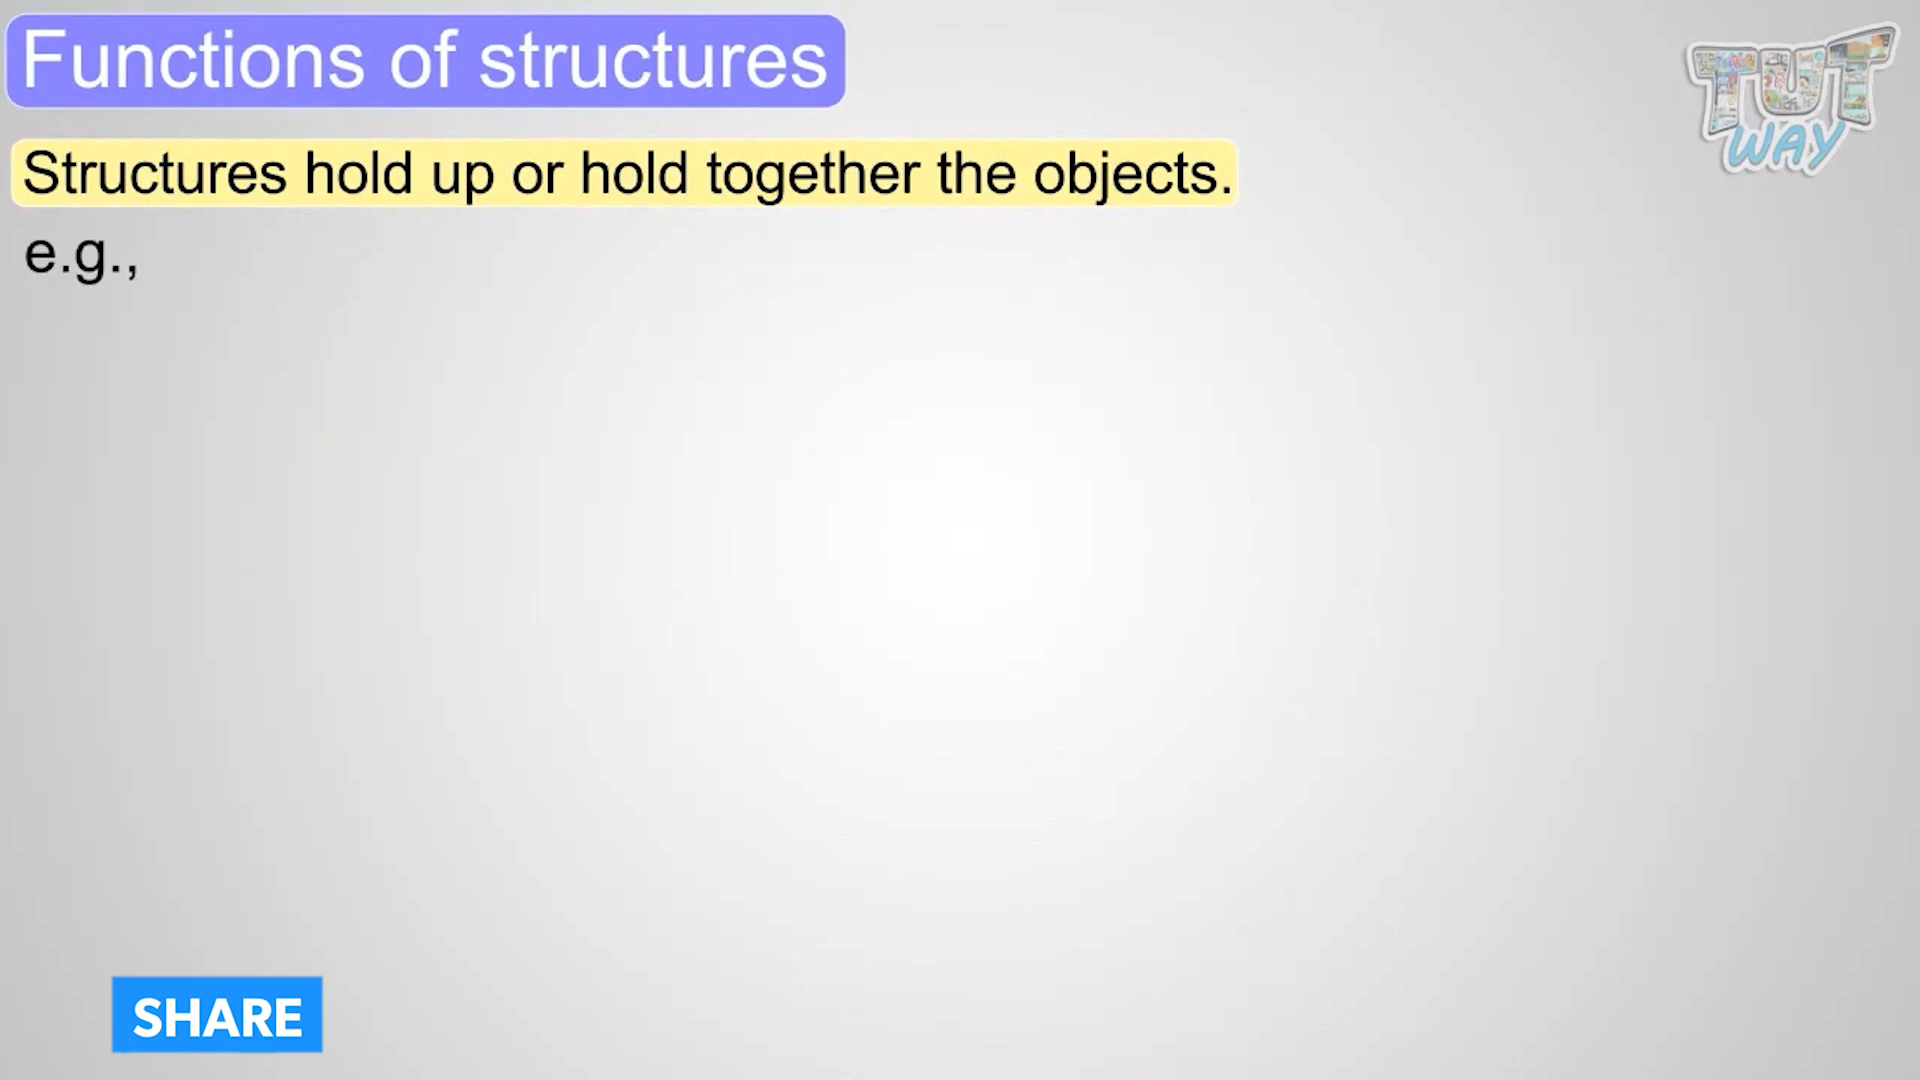 Functions of structures
TUT
WAY
Structures hold up or hold together the objects.
e.g.,
SHARE